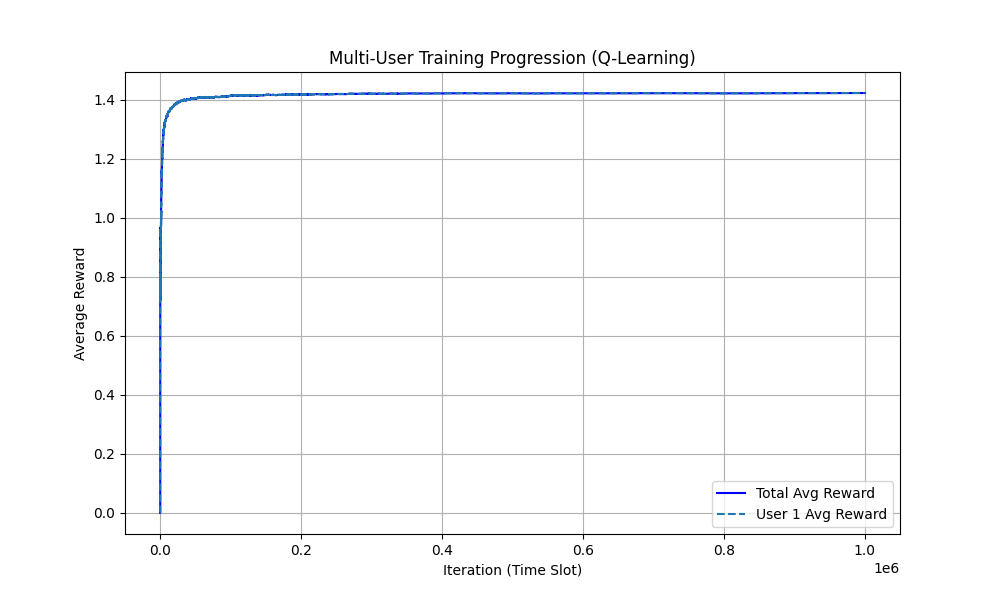 Multi-User Training Progression (Q-Learning)
Average Reward
1.4
1.2
1.0
0.8
0.6
0.4
0.2
0.0
Total Avg Reward
User 1 Avg Reward
0.0 0.2 0.4 0.6 0.8 1.0
1e6
Iteration (Time Slot)